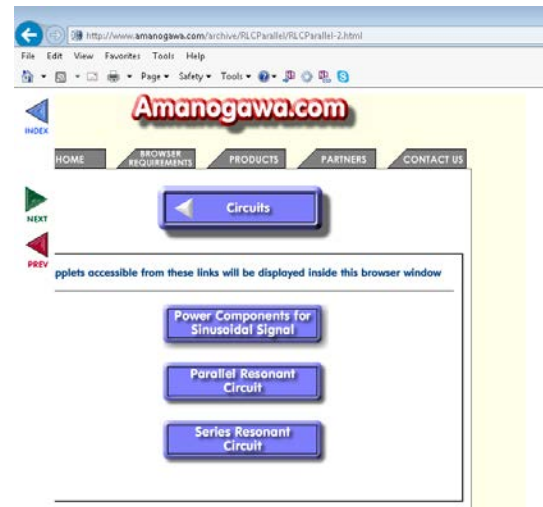 http://www.amanogawa.com/archive/RLCParallel/RLCParallel-2.html
File Edit View Favorites Tools Help
Page Safety Tools
Amanogawa.com
INDEX
HOME
BROWSER
REQUIREMENTS
PRODUCTS
PARTNERS
CONTACT US
NEXT
Circuits
PREV
pplets accessible from these links will be displayed inside this browser window
Power Components for
Sinusoidal Signal
Parallel Resonant
Circuit
Series Resonant
Circuit